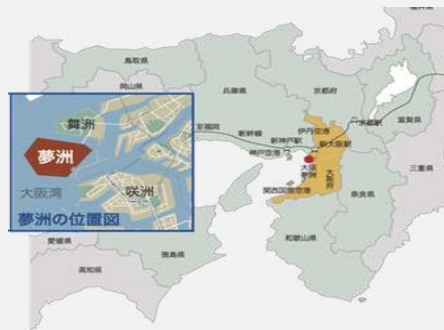 鳥取県
岡山県
兵庫県
京都府
京都駅
滋賀県
伊丹空港
新大阪駅
至福岡
新幹線
新神戸駅
神戸空港
大阪
夢洲
大阪府
関西国際空港
奈良県
三重県
和歌山県
徳島県
愛媛県
高知県
舞洲
夢洲
大阪湾
咲洲
夢洲の位置図